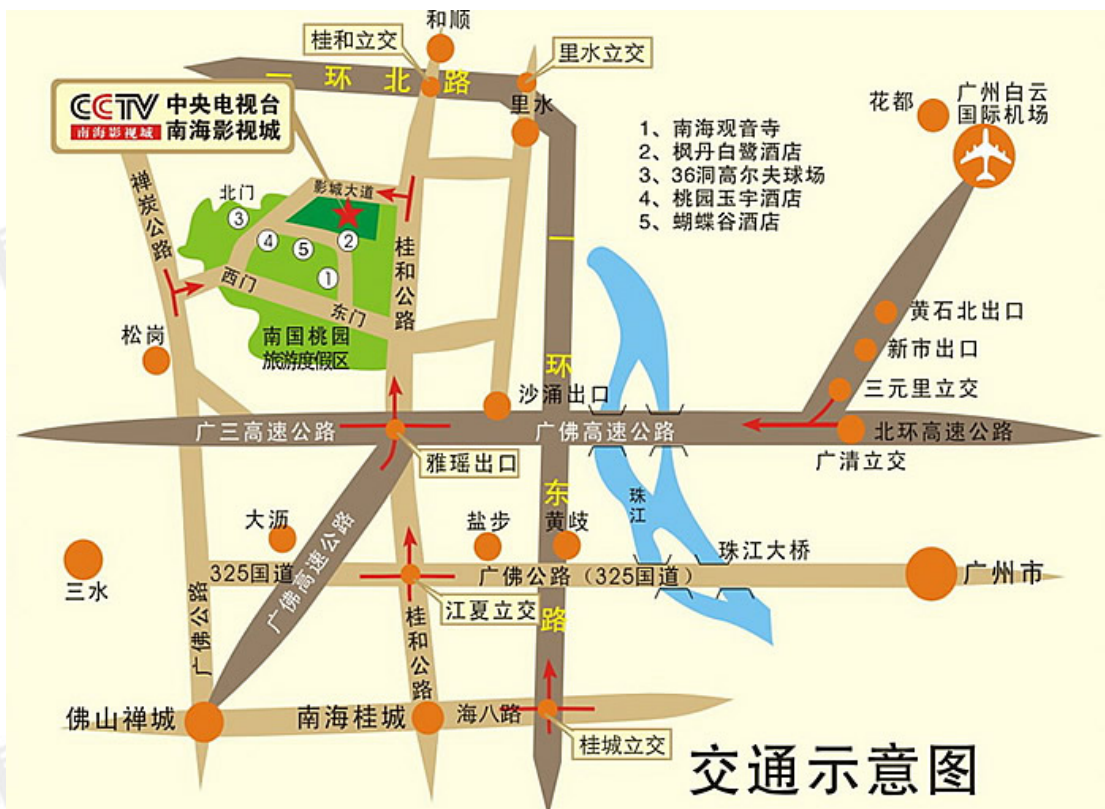 和顺
桂和立交
里水立交
一环北路
里水
CCTV 中央电视台
南海影视城 南海影视城
花都
广州白云
国际机场
1、南海观音寺
2、枫丹白鹭酒店
3、36洞高尔夫球场
4、桃园玉宇酒店
5、蝴蝶谷酒店
禅炭公路
北门
影城大道
3
4
5
2
1
桂和公路
西门
东门
南国桃园
旅游度假区
松岗
一环东路
黄石北出口
新市出口
三元里立交
沙涌出口
广三高速公路
广佛高速公路
北环高速公路
雅瑶出口
广清立交
珠江
大沥
盐步
黄岐
珠江大桥
三水
325国道
广佛公路（325国道）
广州市
广佛高速公路
江夏立交
广佛公路
桂和公路
佛山禅城
南海桂城
海八路
桂城立交
交通示意图